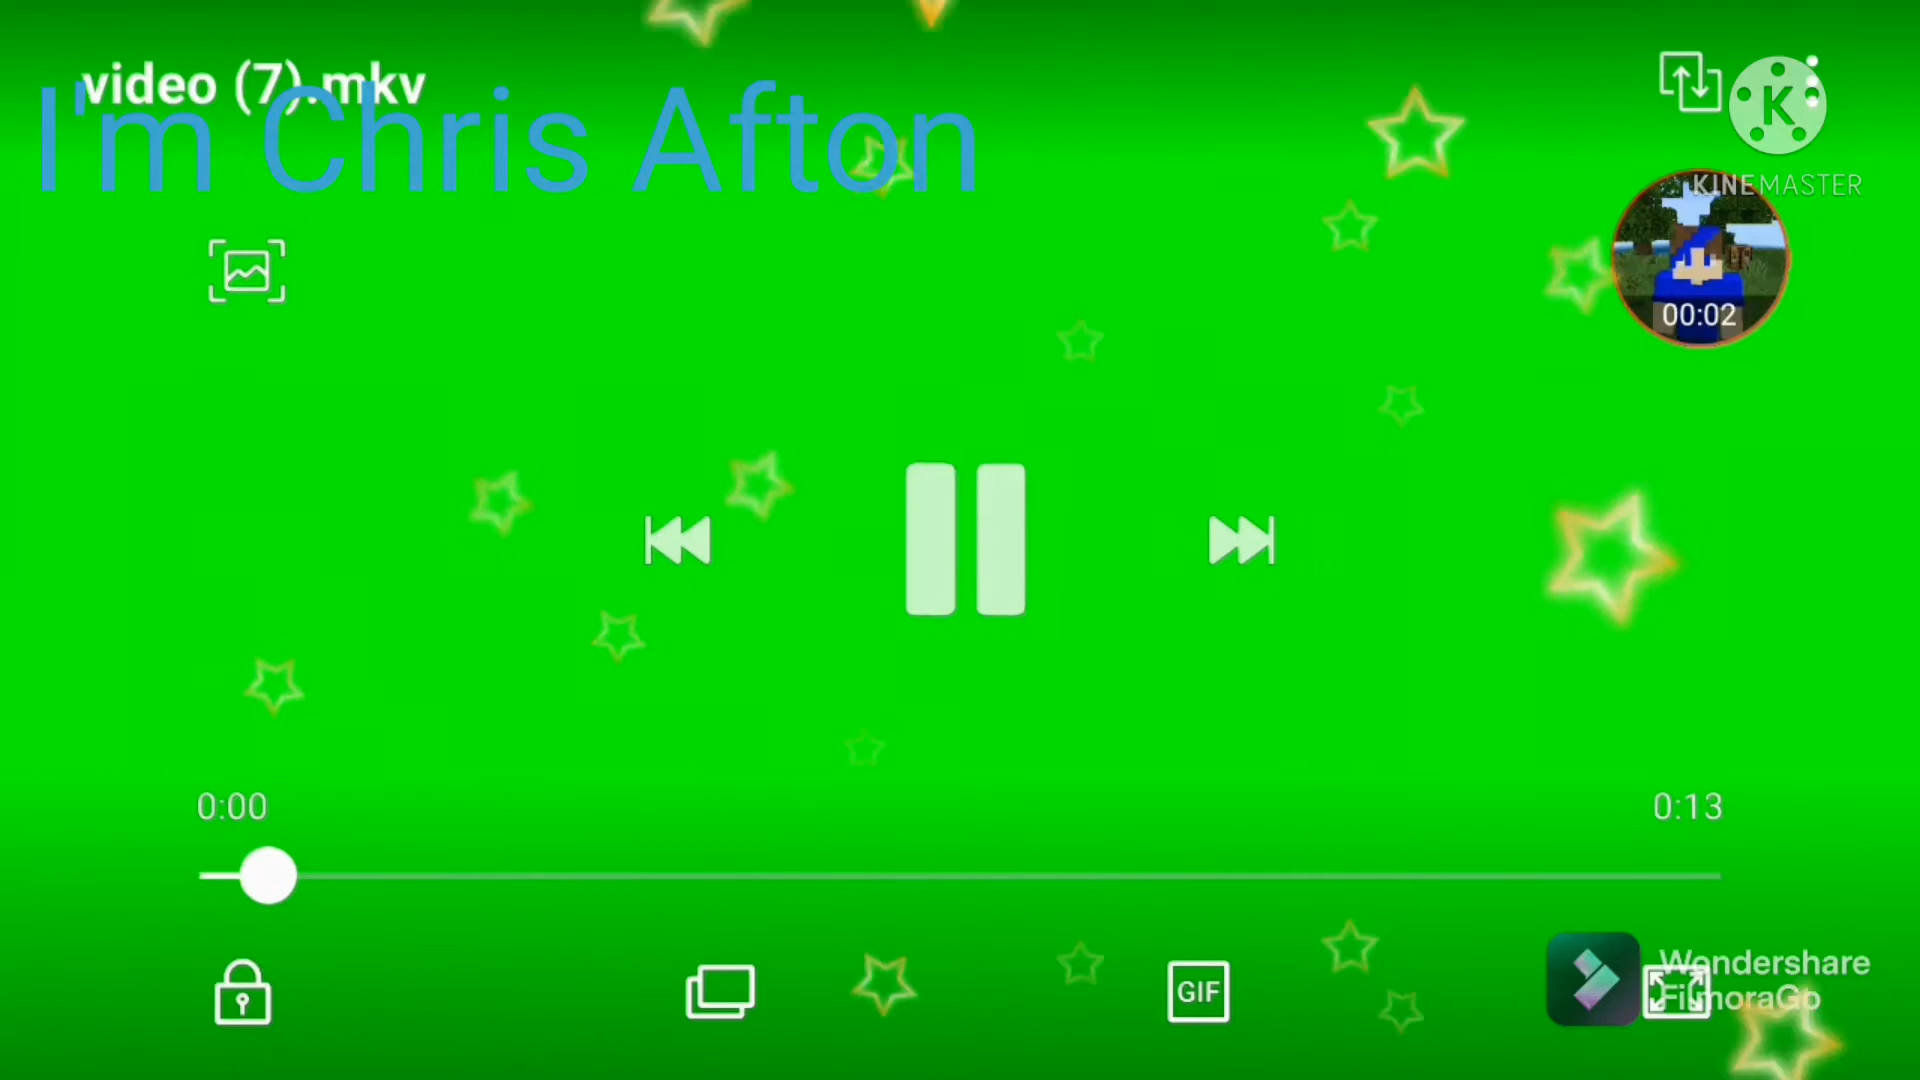 video (7).mkv
I'm Chris Afton
K
KINEMASTER
00:02
0:00
0:13
GIF
Wondershare
FilmoraGo